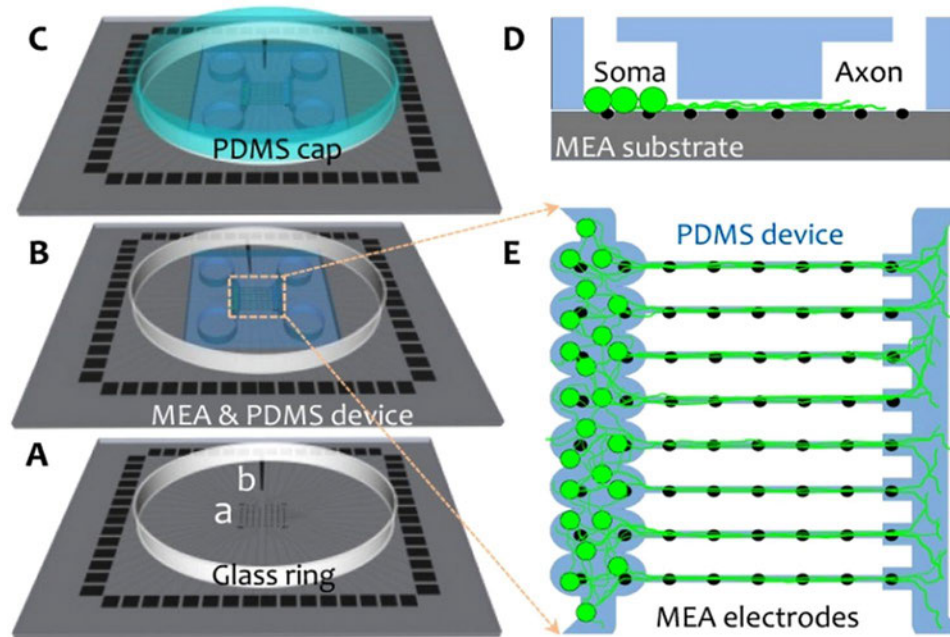 C
PDMS cap
D
Soma
Axon
MEA substrate
B
MEA & PDMS device
E
PDMS device
MEA electrodes
A
b
a
Glass ring